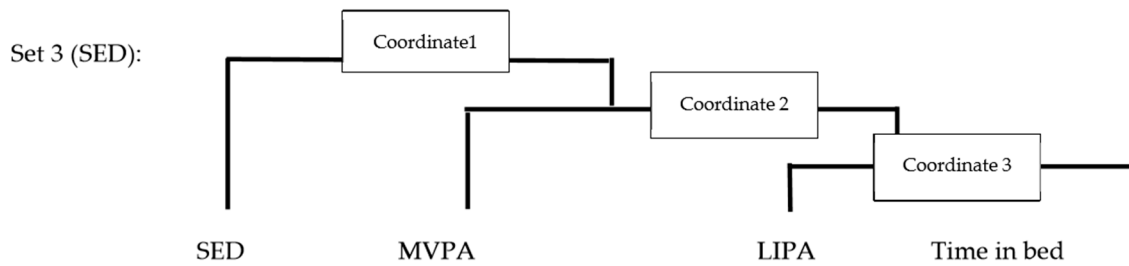 Set 3 (SED):
Coordinate1
Coordinate 2
Coordinate 3
SED MVPA LIPA Time in bed